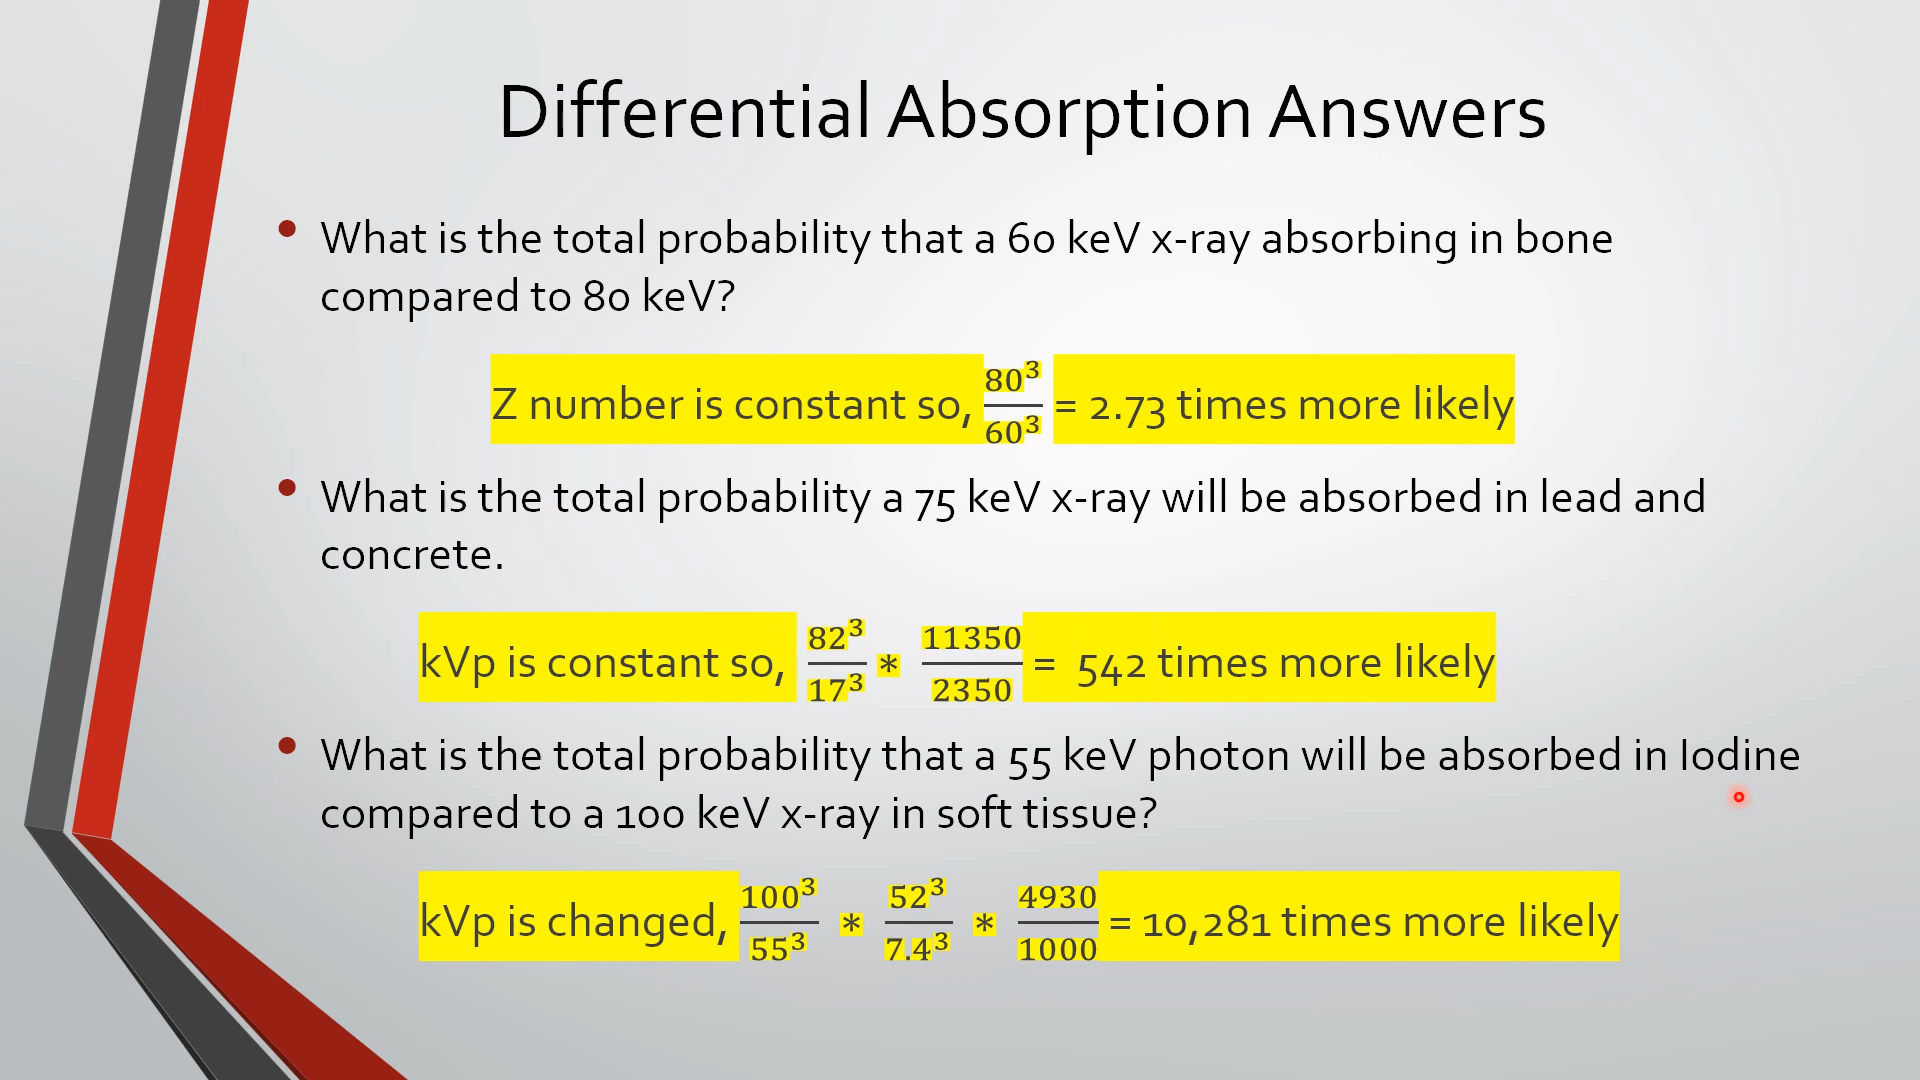 Differential Absorption Answers
• What is the total probability that a 60 keV x-ray absorbing in bone
compared to 80 keV?
Z number is constant so, 80³/60³ = 2.73 times more likely
• What is the total probability a 75 keV x-ray will be absorbed in lead and
concrete.
kVp is constant so, 82³/17³ * 11350/2350 = 542 times more likely
• What is the total probability that a 55 keV photon will be absorbed in Iodine
compared to a 100 keV x-ray in soft tissue?
kVp is changed, 100³/55³ * 52³/7.4³ * 4930/1000 = 10,281 times more likely